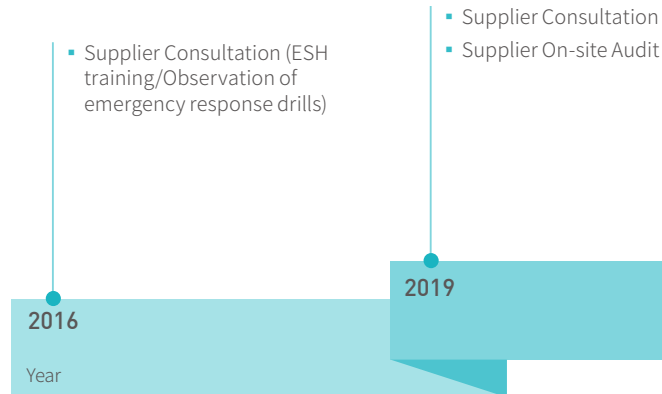 ▪ Supplier Consultation (ESH
training/Observation of
emergency response drills)
2016
Year
▪ Supplier Consultation
▪ Supplier On-site Audit
2019